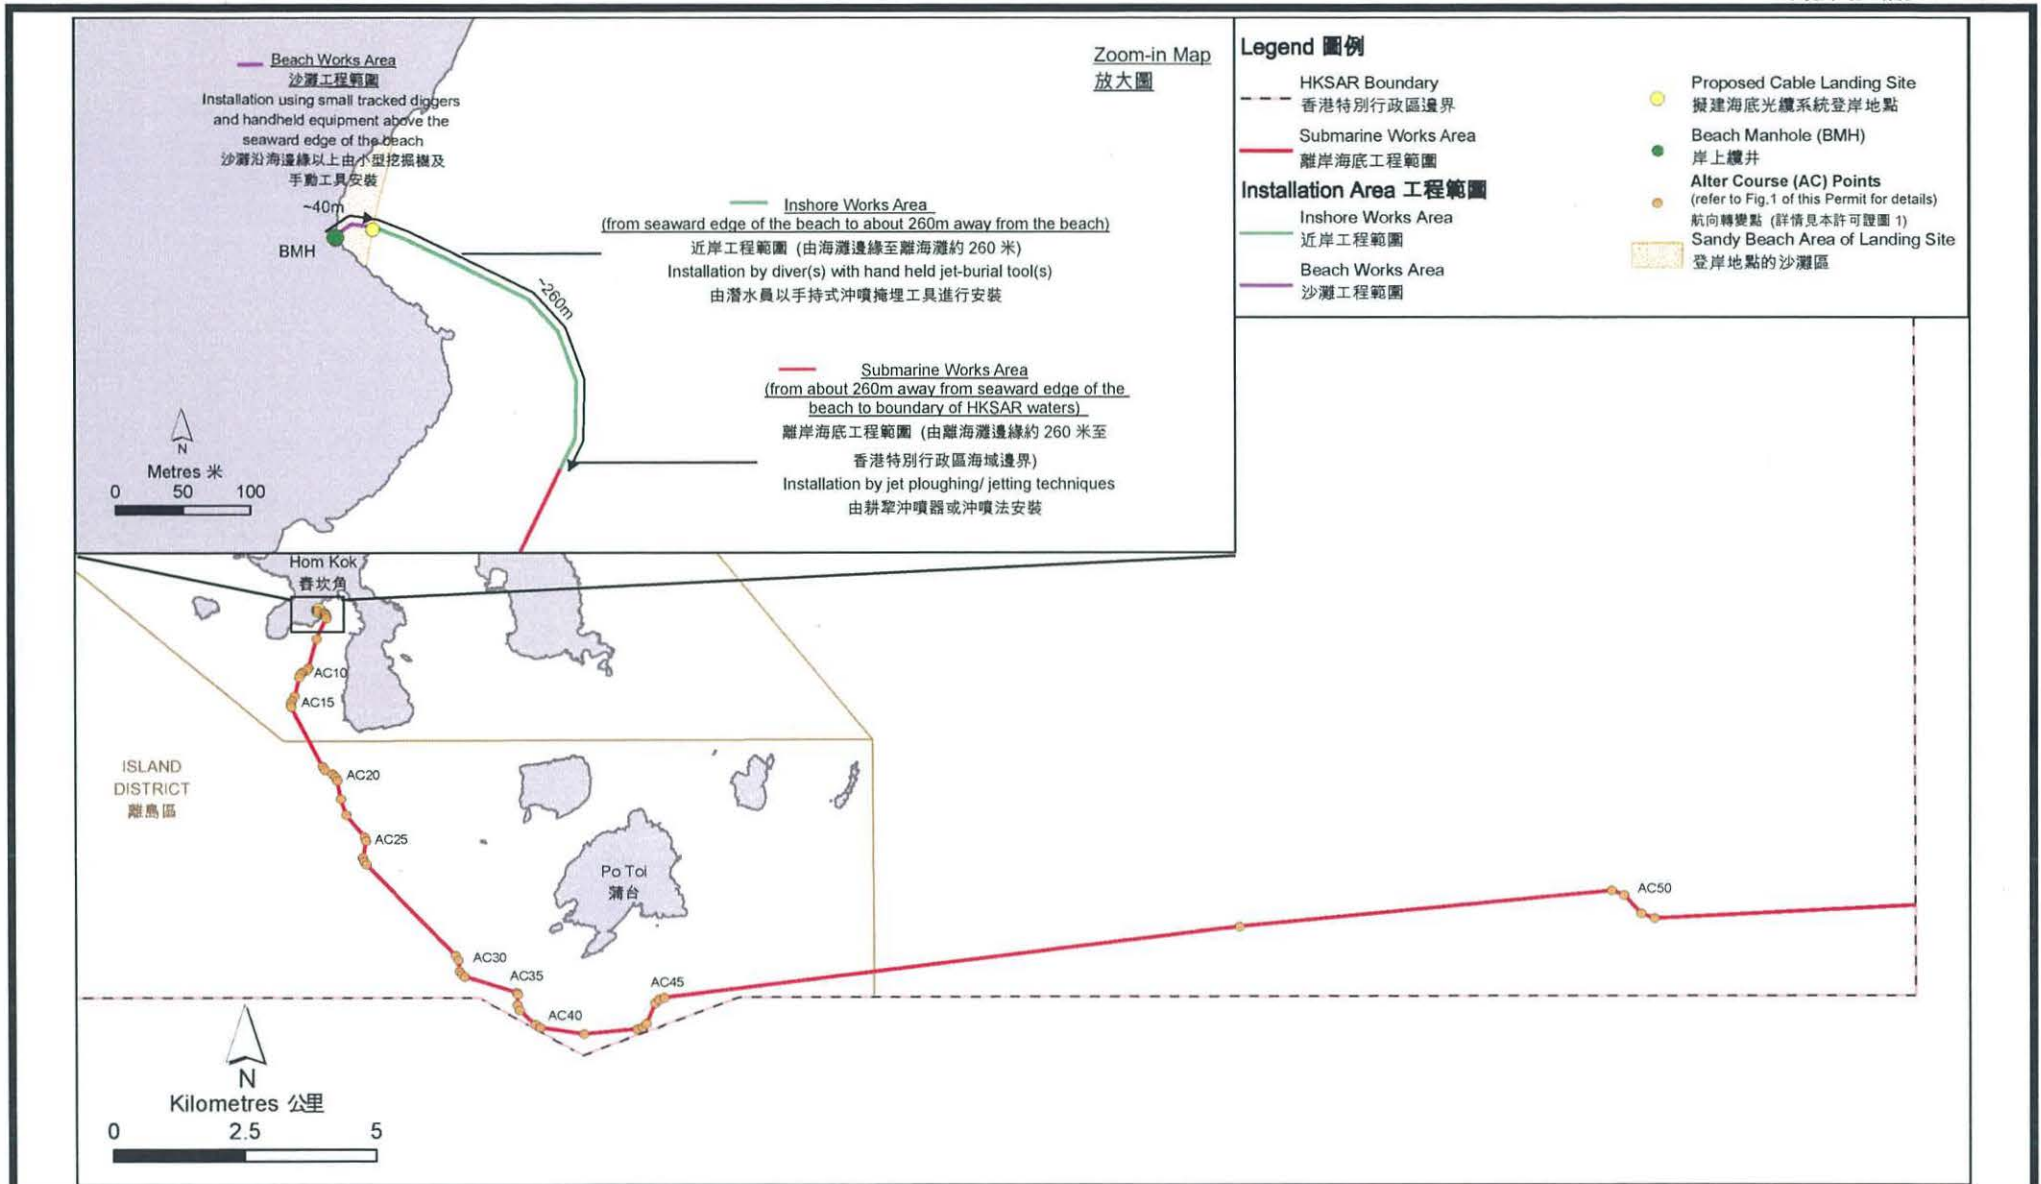 Beach Works Area
沙灘工程範圍
Installation using small tracked diggers
and handheld equipment above the
seaward edge of the beach
沙灘沿海邊緣以上由小型挖掘機及
手動工具安裝
~40m
BMH
Zoom-in Map
放大圖
Inshore Works Area
(from seaward edge of the beach to about 260m away from the beach)
近岸工程範圍 (由海灘邊緣至離海灘約 260 米)
Installation by diver(s) with hand held jet-burial tool(s)
由潛水員以手持式沖噴掩埋工具進行安裝
~260m
Submarine Works Area
(from about 260m away from seaward edge of the
beach to boundary of HKSAR waters)
離岸海底工程範圍 (由離海灘邊緣約 260 米至
香港特別行政區海域邊界)
Installation by jet ploughing/ jetting techniques
由耕犂沖噴器或沖噴法安裝
N
Metres 米
0 50 100
Legend 圖例
HKSAR Boundary
香港特別行政區邊界
Submarine Works Area
離岸海底工程範圍
Installation Area 工程範圍
Inshore Works Area
近岸工程範圍
Beach Works Area
沙灘工程範圍
Proposed Cable Landing Site
擬建海底光纜系統登岸地點
Beach Manhole (BMH)
岸上纜井
Alter Course (AC) Points
(refer to Fig.1 of this Permit for details)
航向轉變點 (詳情見本許可證圖 1)
Sandy Beach Area of Landing Site
登岸地點的沙灘區
Hom Kok
舂坎角
AC10
AC15
ISLAND
DISTRICT
離島區
AC20
AC25
Po Toi
蒲台
AC30
AC35
AC40
AC45
AC50
N
Kilometres 公里
0 2.5 5